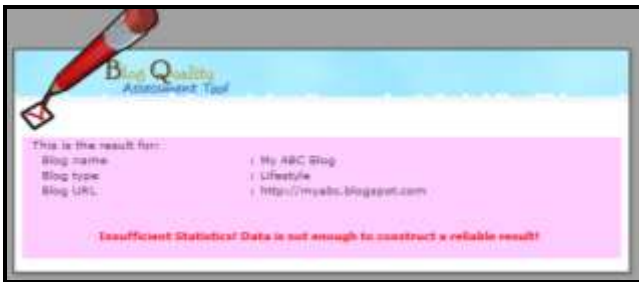 Blog Quality
Assessment Tool
This is the result for:
Blog name : My ABC Blog
Blog type : Lifestyle
Blog URL : http://myabc.blogspot.com
Insufficient Statistics! Data is not enough to construct a reliable result!